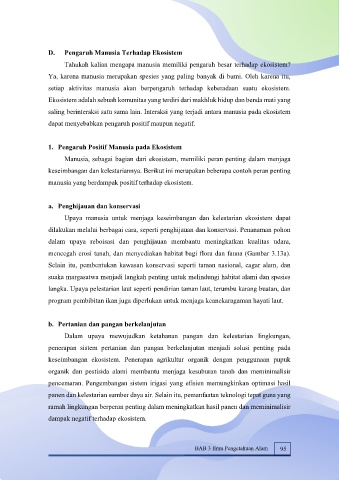 D. Pengaruh Manusia Terhadap Ekosistem
Tahukah kalian mengapa manusia memiliki pengaruh besar terhadap ekosistem?
Ya, karena manusia merupakan spesies yang paling banyak di bumi. Oleh karena itu,
setiap aktivitas manusia akan berpengaruh terhadap keberadaan suatu ekosistem.
Ekosistem adalah sebuah komunitas yang terdiri dari makhluk hidup dan benda mati yang
saling berinteraksi satu sama lain. Interaksi yang terjadi antara manusia pada ekosistem
dapat menyebabkan pengaruh positif maupun negatif.
1. Pengaruh Positif Manusia pada Ekosistem
Manusia, sebagai bagian dari ekosistem, memiliki peran penting dalam menjaga
keseimbangan dan kelestariannya. Berikut ini merupakan beberapa contoh peran penting
manusia yang berdampak positif terhadap ekosistem.
a. Penghijauan dan konservasi
Upaya manusia untuk menjaga keseimbangan dan kelestarian ekosistem dapat
dilakukan melalui berbagai cara, seperti penghijauan dan konservasi. Penanaman pohon
dalam upaya reboisasi dan penghijauan membantu meningkatkan kualitas udara,
mencegah erosi tanah, dan menyediakan habitat bagi flora dan fauna (Gambar 3.13a).
Selain itu, pembentukan kawasan konservasi seperti taman nasional, cagar alam, dan
suaka margasatwa menjadi langkah penting untuk melindungi habitat alami dan spesies
langka. Upaya pelestarian laut seperti pendirian taman laut, terumbu karang buatan, dan
program pembibitan ikan juga diperlukan untuk menjaga keanekaragaman hayati laut.
b. Pertanian dan pangan berkelanjutan
Dalam upaya mewujudkan ketahanan pangan dan kelestarian lingkungan,
penerapan sistem pertanian dan pangan berkelanjutan menjadi solusi penting pada
keseimbangan ekosistem. Penerapan agrikultur organik dengan penggunaan pupuk
organik dan pestisida alami membantu menjaga kesuburan tanah dan meminimalisir
pencemaran. Pengembangan sistem irigasi yang efisien memungkinkan optimasi hasil
panen dan kelestarian sumber daya air. Selain itu, pemanfaatan teknologi tepat guna yang
ramah lingkungan berperan penting dalam meningkatkan hasil panen dan meminimalisir
dampak negatif terhadap ekosistem.
BAB 3 Ilmu Pengetahuan Alam 95